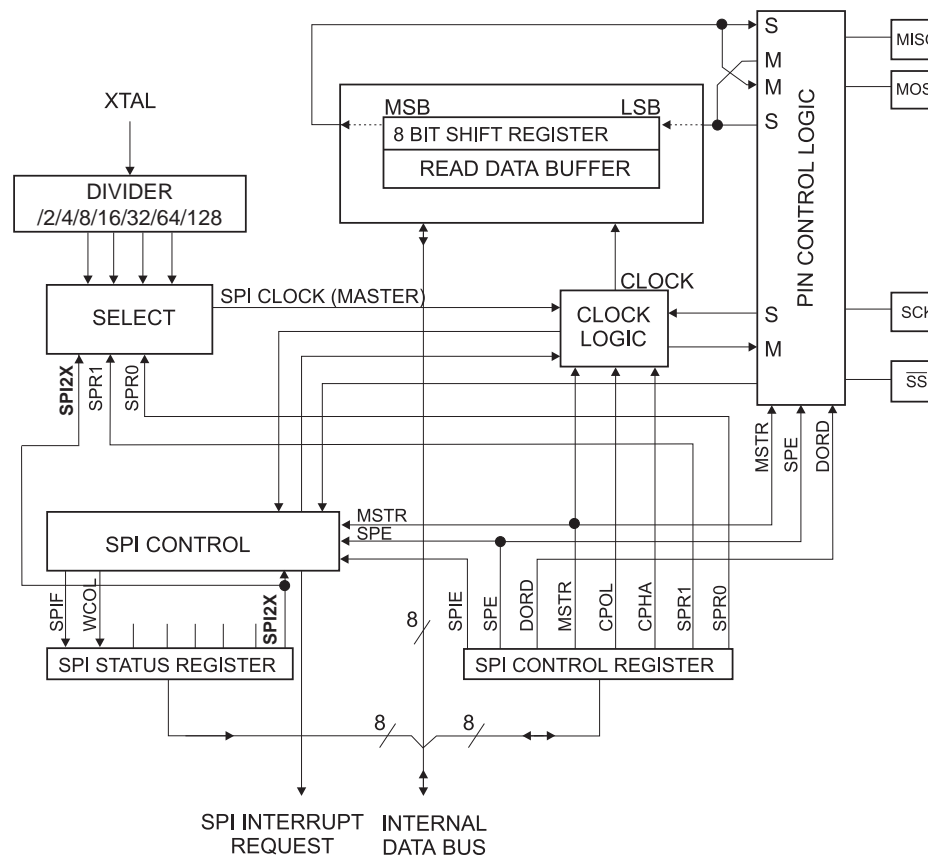 S
MISO
M
M
MOSI
S
PIN CONTROL LOGIC
XTAL
MSB
LSB
8 BIT SHIFT REGISTER
READ DATA BUFFER
DIVIDER
/2/4/8/16/32/64/128
SPI CLOCK (MASTER)
CLOCK
SELECT
CLOCK
LOGIC
S
M
SCK
SS
SPI2X
SPR1
SPR0
MSTR
SPE
DORD
MSTR
SPE
SPI CONTROL
SPIF
WCOL
SPI2X
8
SPIE
SPE
DORD
MSTR
CPOL
CPHA
SPR1
SPR0
SPI STATUS REGISTER
SPI CONTROL REGISTER
8
8
SPI INTERRUPT
REQUEST
INTERNAL
DATA BUS